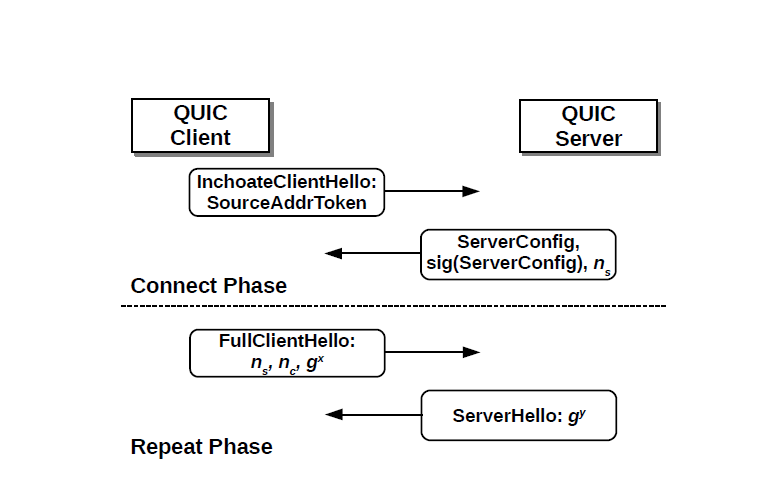 QUIC
Client
QUIC
Server
InchoateClientHello:
SourceAddrToken
ServerConfig,
sig(ServerConfig), nₛ
Connect Phase
FullClientHello:
nₛ, n꜀, gˣ
ServerHello: gʸ
Repeat Phase